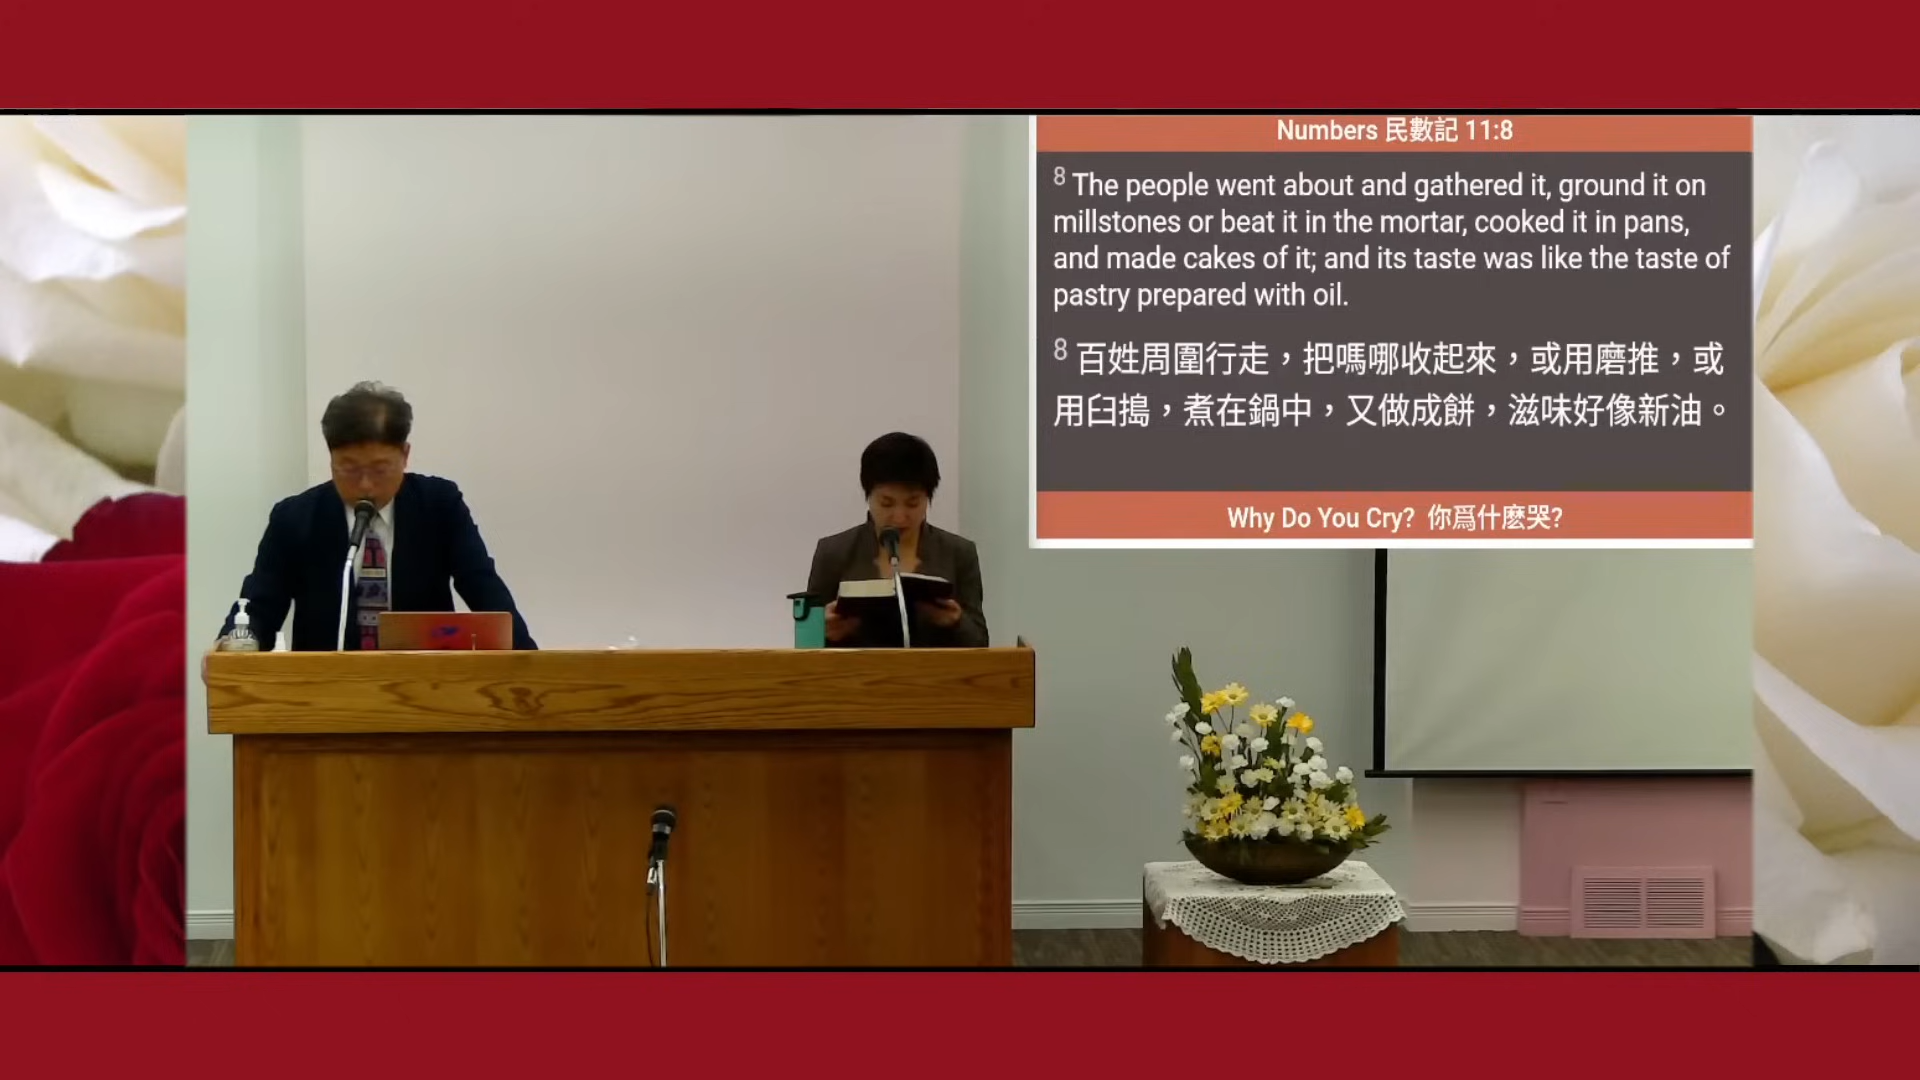 Numbers 民數記 11:8
8 The people went about and gathered it, ground it on
millstones or beat it in the mortar, cooked it in pans,
and made cakes of it; and its taste was like the taste of
pastry prepared with oil.
8 百姓周圍行走，把嗎哪收起來，或用磨推，或
用臼搗，煮在鍋中，又做成餅，滋味好像新油。
Why Do You Cry? 你爲什麽哭?